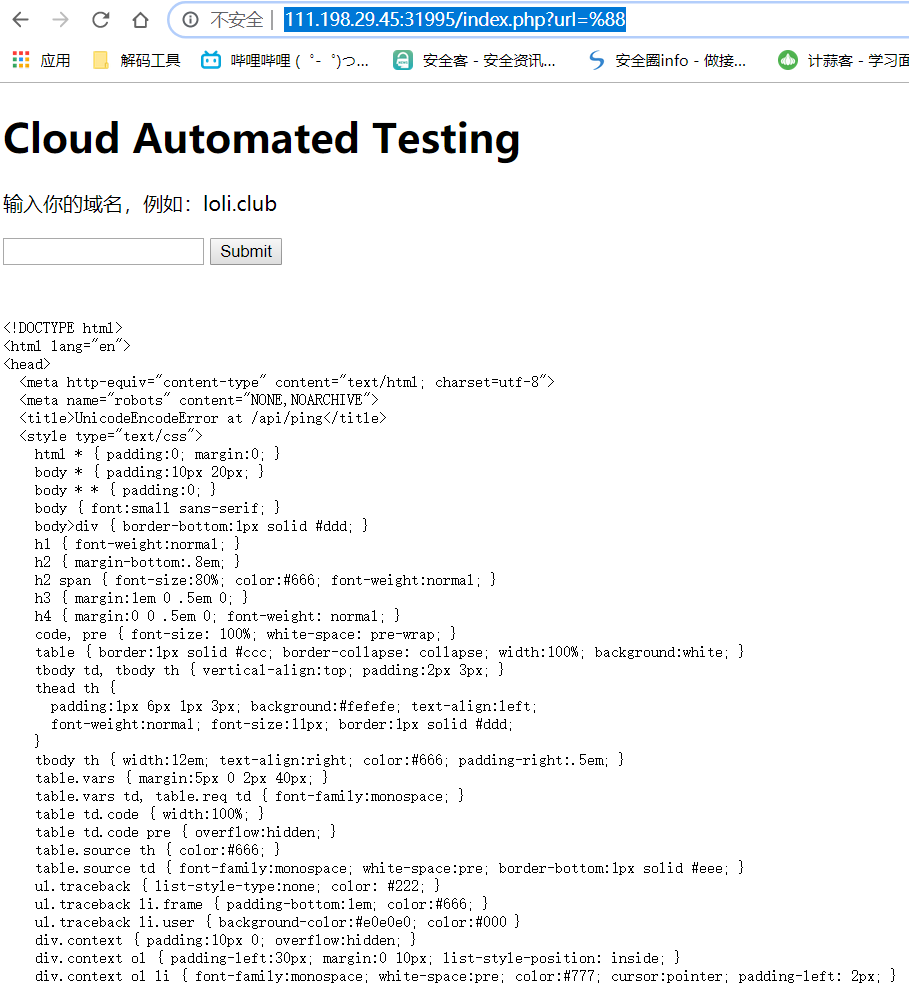 不安全 | 111.198.29.45:31995/index.php?url=%88
应用 解码工具 哔哩哔哩 ( ゜- ゜)つ... 安全客 - 安全资讯... 安全圈info - 做接... 计蒜客 - 学习面
Cloud Automated Testing
输入你的域名，例如：loli.club
Submit
<!DOCTYPE html>
<html lang="en">
<head>
  <meta http-equiv="content-type" content="text/html; charset=utf-8">
  <meta name="robots" content="NONE,NOARCHIVE">
  <title>UnicodeEncodeError at /api/ping</title>
  <style type="text/css">
    html * { padding:0; margin:0; }
    body * { padding:10px 20px; }
    body * * { padding:0; }
    body { font:small sans-serif; }
    body>div { border-bottom:1px solid #ddd; }
    h1 { font-weight:normal; }
    h2 { margin-bottom:.8em; }
    h2 span { font-size:80%; color:#666; font-weight:normal; }
    h3 { margin:1em 0 .5em 0; }
    h4 { margin:0 0 .5em 0; font-weight: normal; }
    code, pre { font-size: 100%; white-space: pre-wrap; }
    table { border:1px solid #ccc; border-collapse: collapse; width:100%; background:white; }
    tbody td, tbody th { vertical-align:top; padding:2px 3px; }
    thead th {
      padding:1px 6px 1px 3px; background:#fefefe; text-align:left;
      font-weight:normal; font-size:11px; border:1px solid #ddd;
    }
    tbody th { width:12em; text-align:right; color:#666; padding-right:.5em; }
    table.vars { margin:5px 0 2px 40px; }
    table.vars td, table.req td { font-family:monospace; }
    table td.code { width:100%; }
    table td.code pre { overflow:hidden; }
    table.source th { color:#666; }
    table.source td { font-family:monospace; white-space:pre; border-bottom:1px solid #eee; }
    ul.traceback { list-style-type:none; color: #222; }
    ul.traceback li.frame { padding-bottom:1em; color:#666; }
    ul.traceback li.user { background-color:#e0e0e0; color:#000 }
    div.context { padding:10px 0; overflow:hidden; }
    div.context ol { padding-left:30px; margin:0 10px; list-style-position: inside; }
    div.context ol li { font-family:monospace; white-space:pre; color:#777; cursor:pointer; padding-left: 2px; }